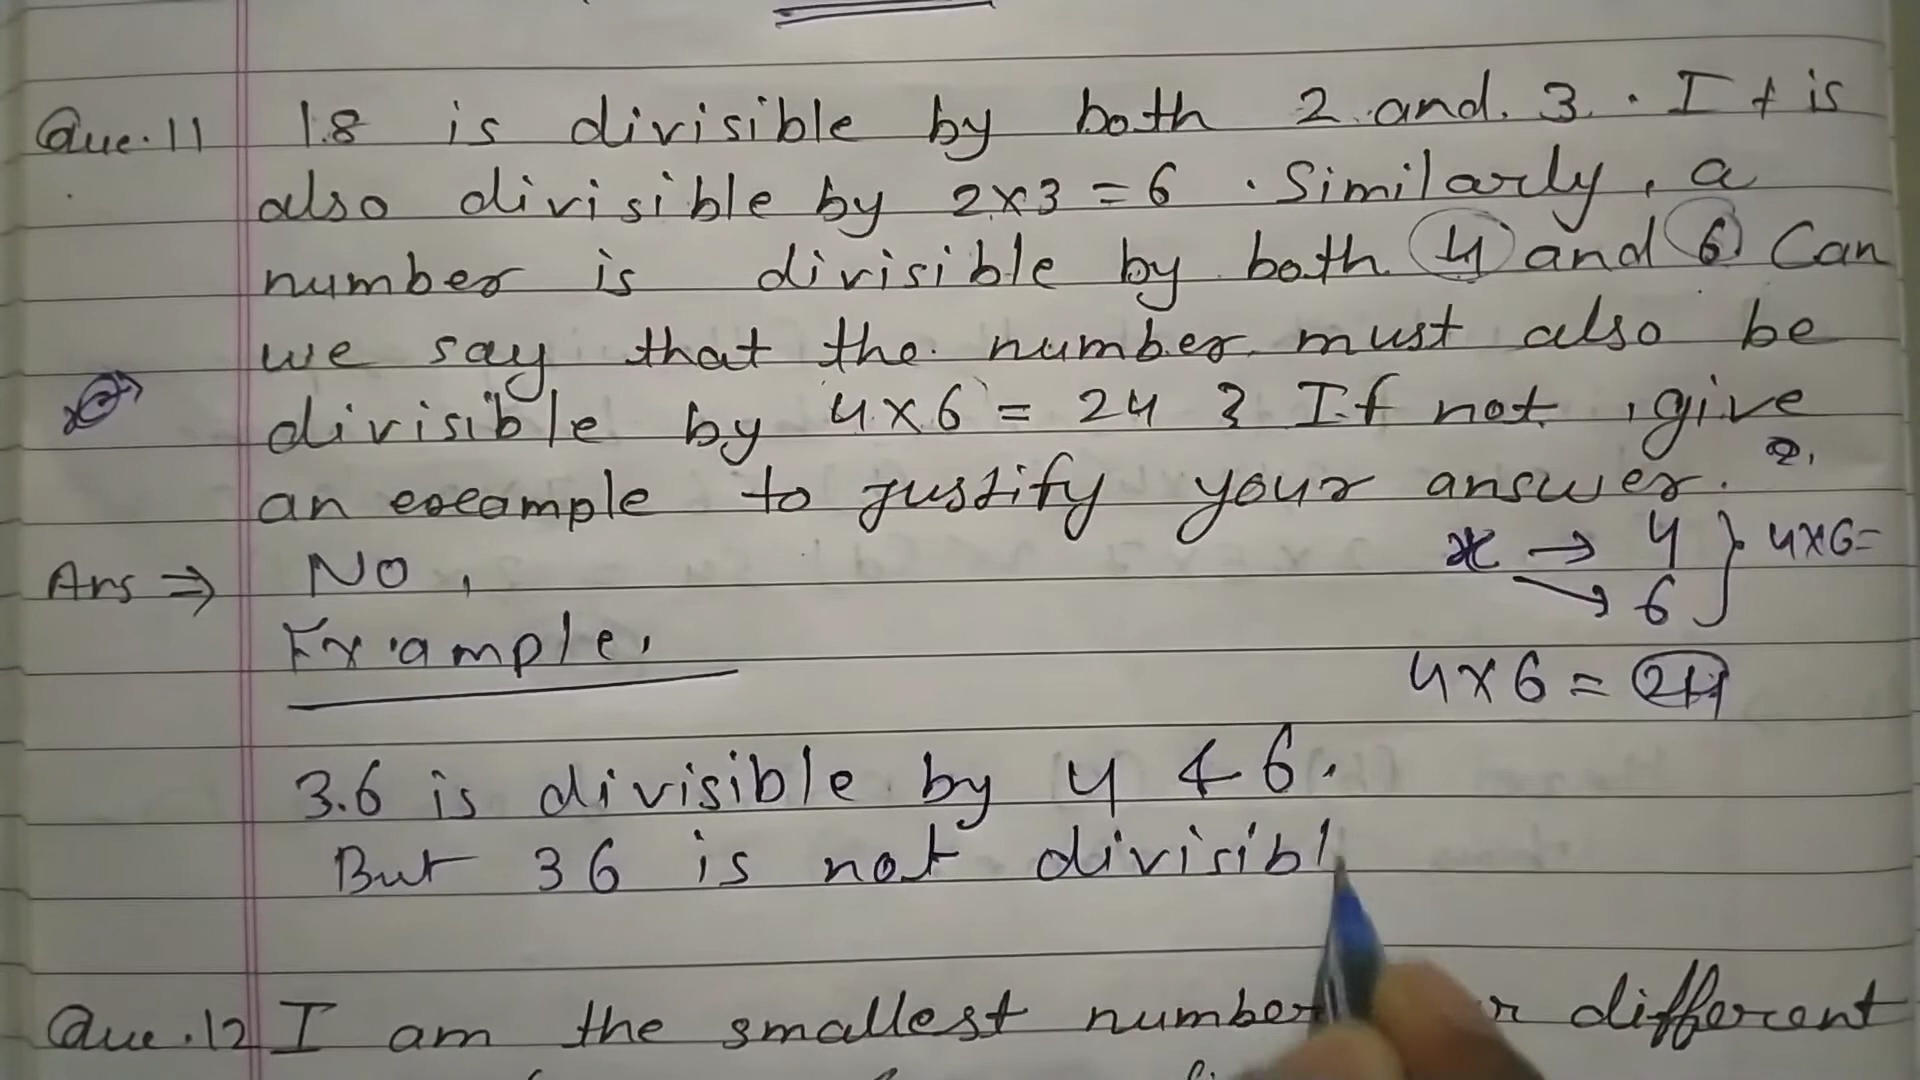 Que.11 18 is divisible by both 2 and 3. It is
also divisible by 2×3 = 6. Similarly, a
number is divisible by both 4 and 6. Can
we say that the number must also be
divisible by 4×6 = 24? If not, give
an example to justify your answer.
Ans ⇒ No,
x → 4 } 4×6=
→ 6
Example.
4×6 = 24
36 is divisible by 4 & 6.
But 36 is not divisibl
Que.12 I am the smallest number different